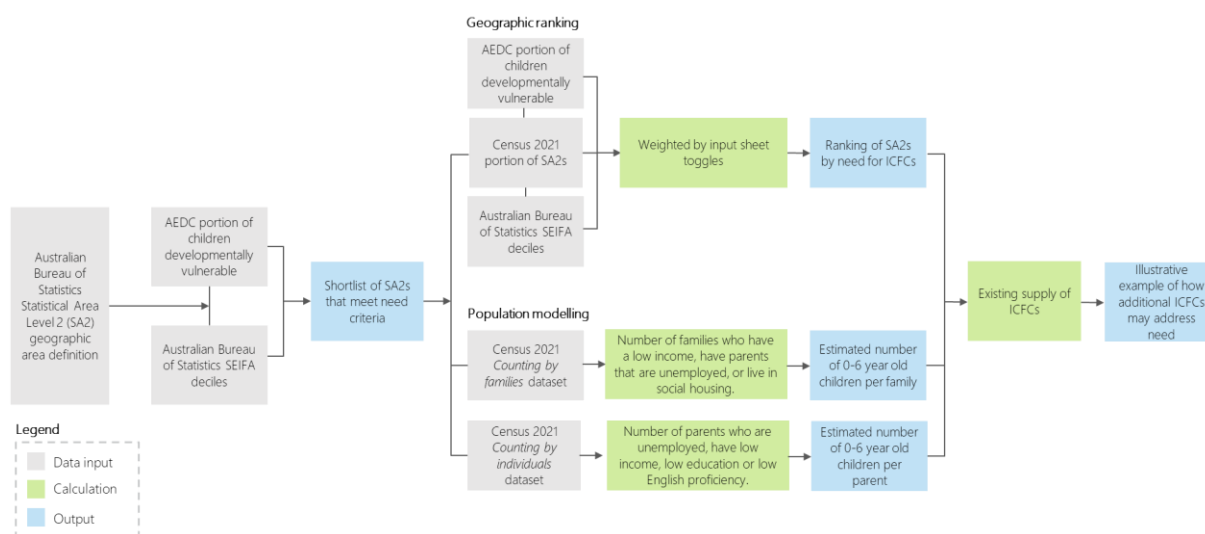 Geographic ranking
AEDC portion of
children
developmentally
vulnerable
Census 2021
portion of SA2s
Australian Bureau
of Statistics SEIFA
deciles
Weighted by input sheet
toggles
Ranking of SA2s
by need for ICFCs
Australian
Bureau of
Statistics
Statistical Area
Level 2 (SA2)
geographic
area definition
AEDC portion of
children
developmentally
vulnerable
Australian Bureau of
Statistics SEIFA
deciles
Shortlist of SA2s
that meet need
criteria
Population modelling
Census 2021
Counting by
families dataset
Number of families who have
a low income, have parents
that are unemployed, or live in
social housing.
Estimated number
of 0-6 year old
children per family
Census 2021
Counting by
individuals
dataset
Number of parents who are
unemployed, have low
income, low education or low
English proficiency.
Estimated number
of 0-6 year old
children per
parent
Existing supply of
ICFCs
Illustrative
example of how
additional ICFCs
may address
need
Legend
Data input
Calculation
Output